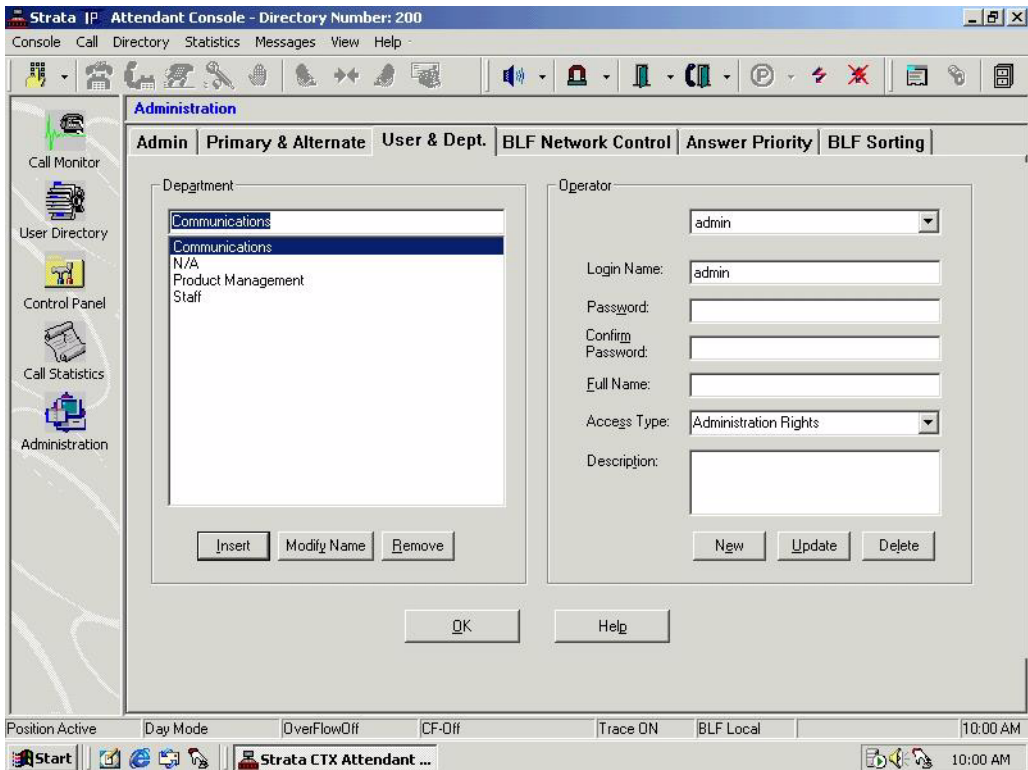 Strata IP Attendant Console - Directory Number: 200
Console Call Directory Statistics Messages View Help
Administration
Admin Primary & Alternate User & Dept. BLF Network Control Answer Priority BLF Sorting
Call Monitor
User Directory
Control Panel
Call Statistics
Administration
Department
Communications
Communications
N/A
Product Management
Staff
Insert Modify Name Remove
Operator
admin
Login Name: admin
Password:
Confirm Password:
Full Name:
Access Type: Administration Rights
Description:
New Update Delete
OK Help
Position Active Day Mode OverFlowOff CF-Off Trace ON BLF Local 10:00 AM
Start Strata CTX Attendant ... 10:00 AM